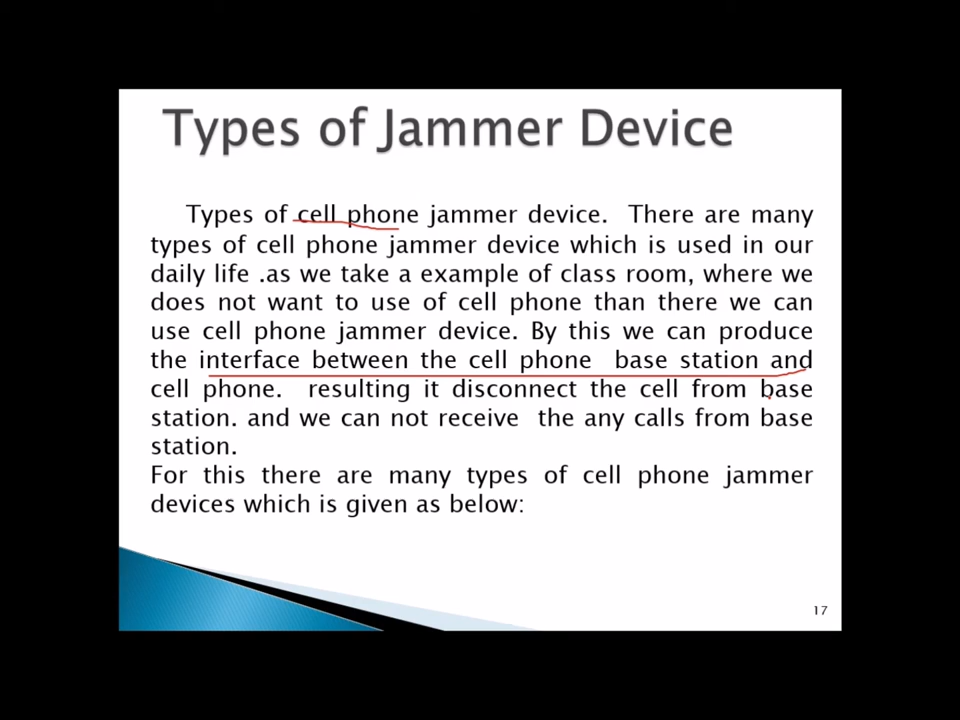 Types of Jammer Device
Types of cell phone jammer device. There are many
types of cell phone jammer device which is used in our
daily life .as we take a example of class room, where we
does not want to use of cell phone than there we can
use cell phone jammer device. By this we can produce
the interface between the cell phone base station and
cell phone. resulting it disconnect the cell from base
station. and we can not receive the any calls from base
station.
For this there are many types of cell phone jammer
devices which is given as below:
17